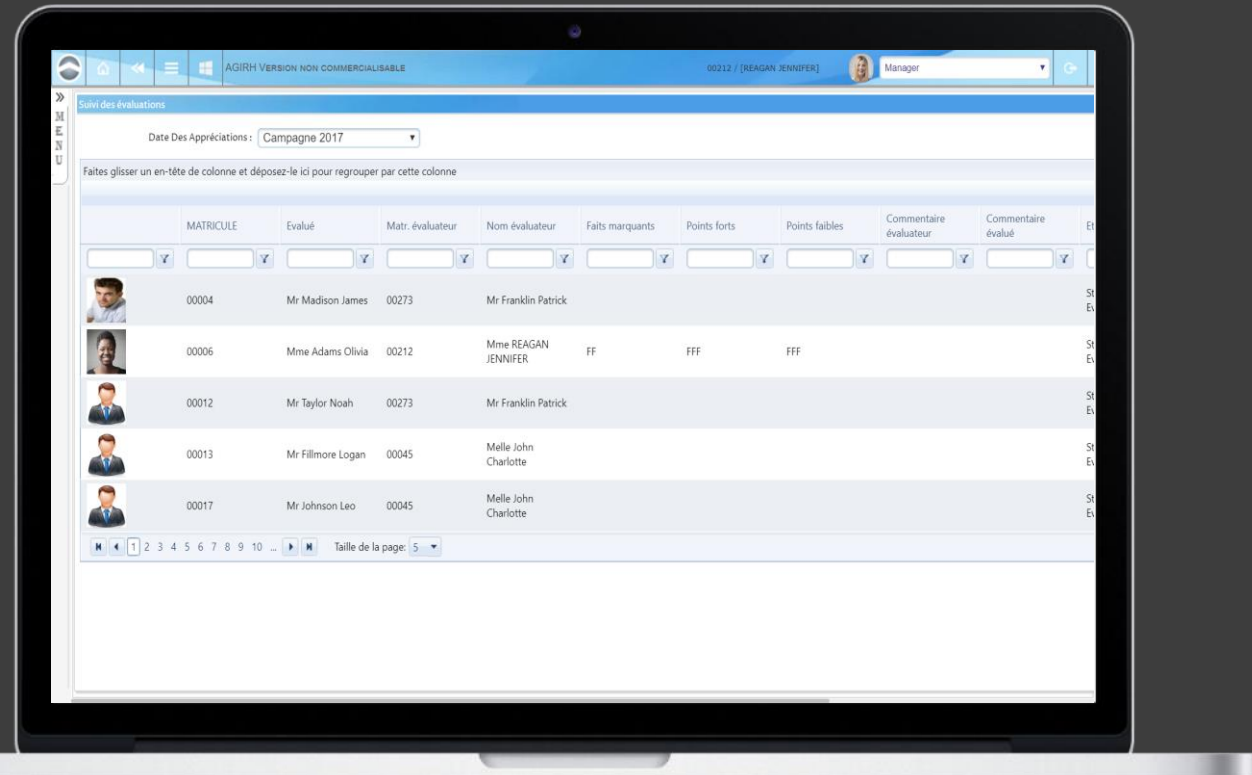 AGIRH VERSION NON COMMERCIALISABLE
00212 / [REAGAN JENNIFER]
Manager
MENU
Suivi des évaluations
Date Des Appréciations : Campagne 2017
Faites glisser un en-tête de colonne et déposez-le ici pour regrouper par cette colonne
MATRICULE Evalué Matr. évaluateur Nom évaluateur Faits marquants Points forts Points faibles Commentaire évaluateur Commentaire évalué
00004 Mr Madison James 00273 Mr Franklin Patrick
00006 Mme Adams Olivia 00212 Mme REAGAN JENNIFER FF FFF FFF
00012 Mr Taylor Noah 00273 Mr Franklin Patrick
00013 Mr Fillmore Logan 00045 Melle John Charlotte
00017 Mr Johnson Leo 00045 Melle John Charlotte
1 2 3 4 5 6 7 8 9 10 ... Taille de la page: 5